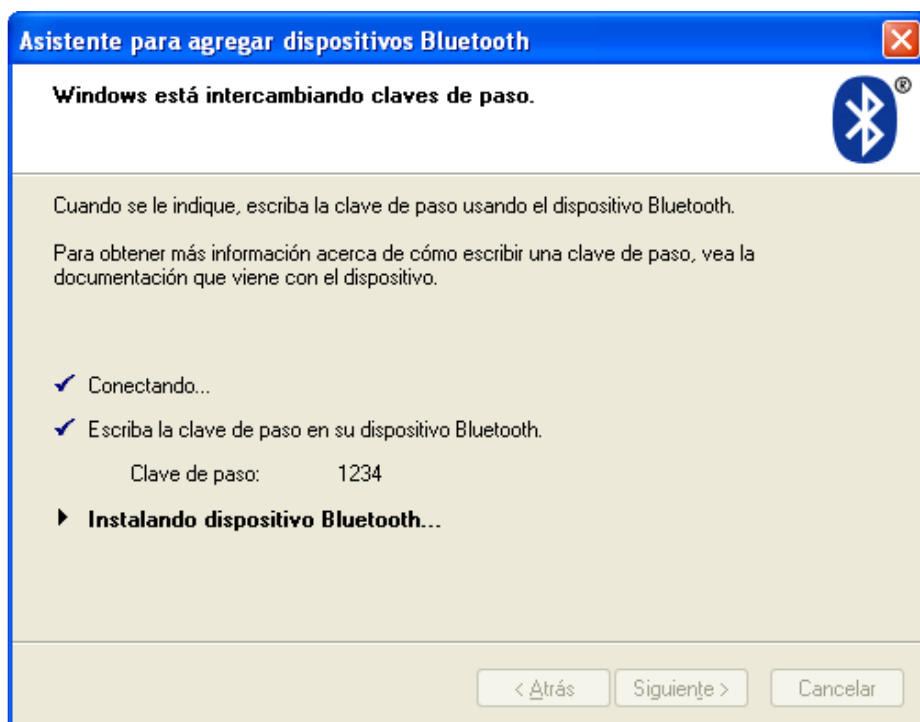 Asistente para agregar dispositivos Bluetooth
Windows está intercambiando claves de paso.
®
Cuando se le indique, escriba la clave de paso usando el dispositivo Bluetooth.
Para obtener más información acerca de cómo escribir una clave de paso, vea la
documentación que viene con el dispositivo.
Conectando...
Escriba la clave de paso en su dispositivo Bluetooth.
Clave de paso: 1234
Instalando dispositivo Bluetooth...
< Atrás Siguiente > Cancelar